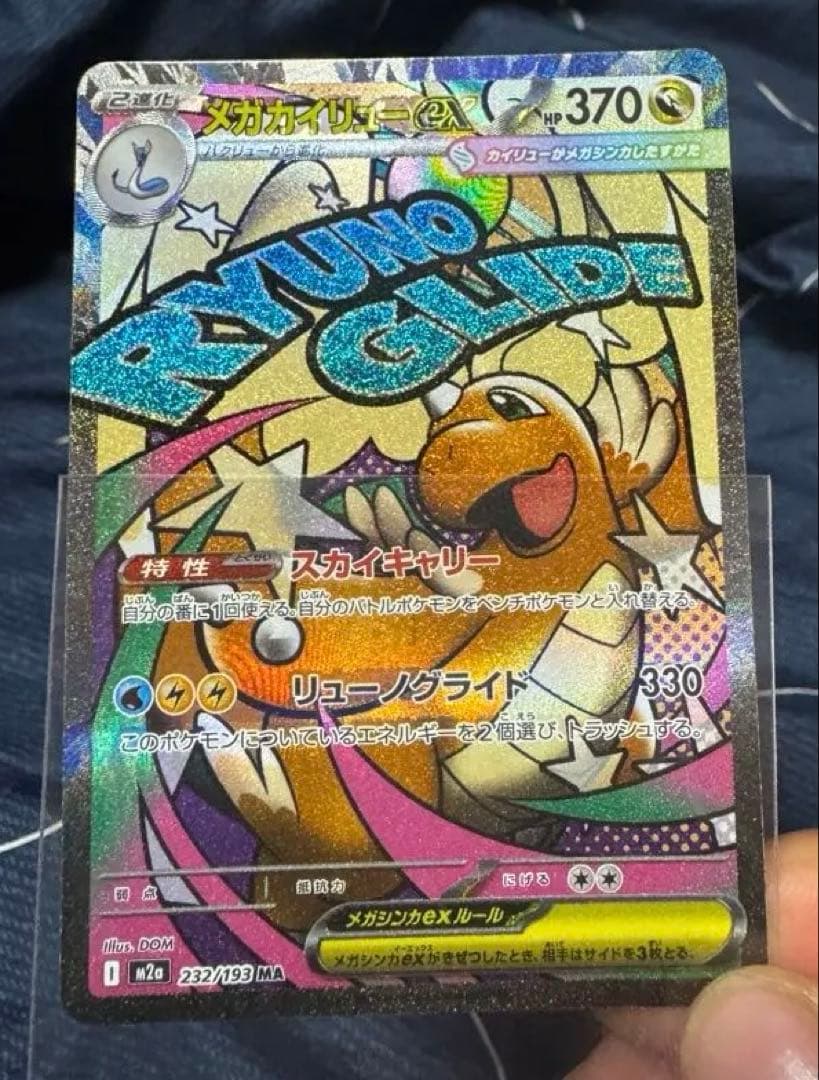 2進化
メガカイリューex
HP370
ハクリューから進化
カイリューがメガシンカしたすがた
RYUNO
GLIDE
特性 スカイキャリー
自分の番に1回使える。自分のバトルポケモンをベンチポケモンと入れ替える。
リューノグライド 330
このポケモンについているエネルギーを2個選び、トラッシュする。
弱点 抵抗力 にげる
メガシンカexルール
メガシンカexがきぜつしたとき、相手はサイドを3枚とる。
Illus. DOM
I m2a 232/193 MA